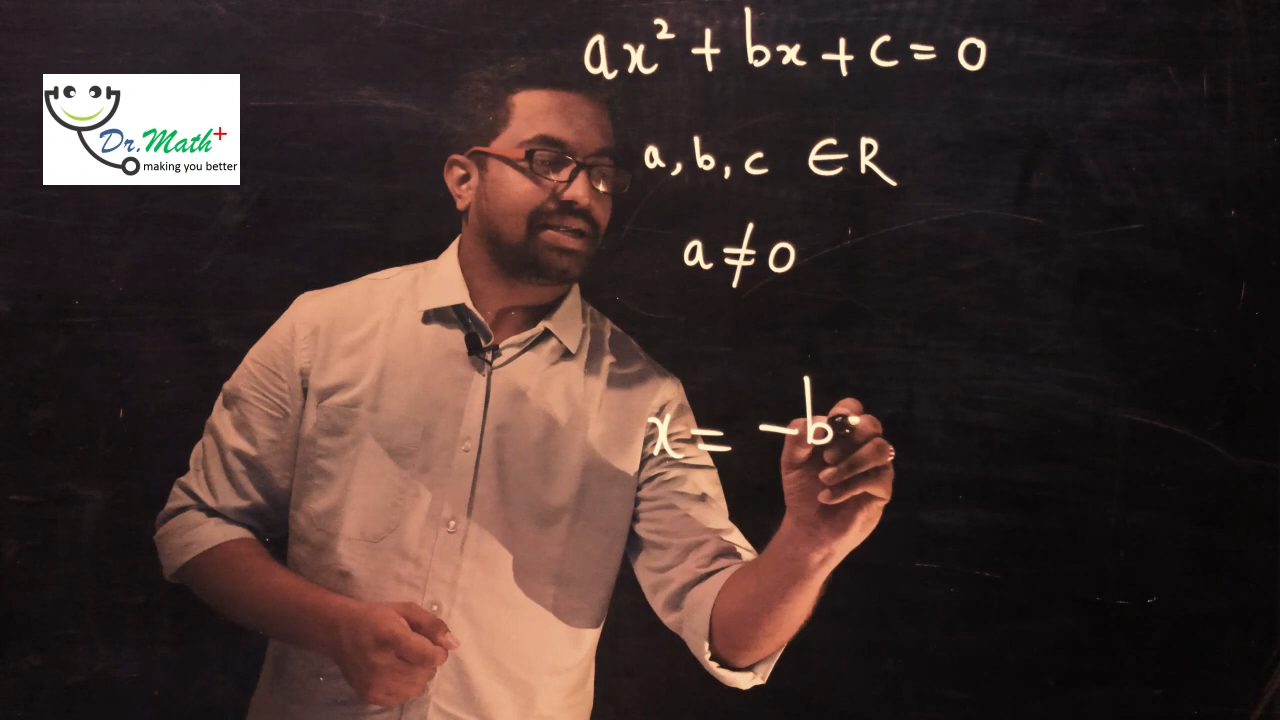 ax² + bx + c = 0
Dr.Math+
making you better
a, b, c ∈ R
a ≠ 0
x = -b